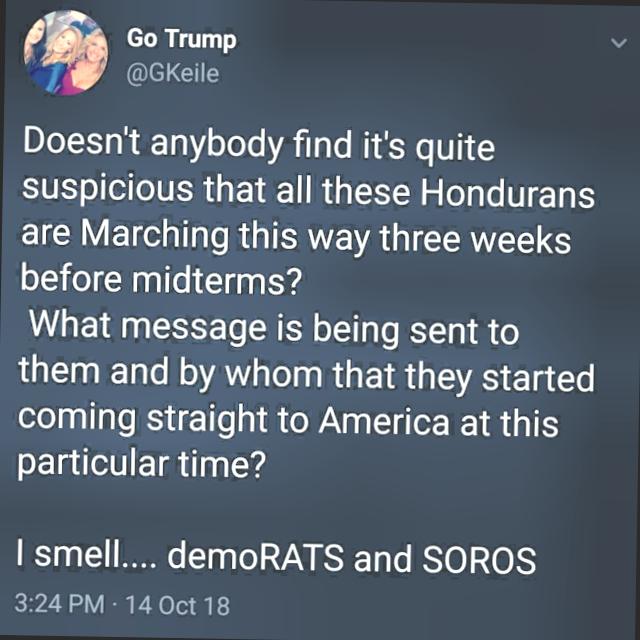 Go Trump
@GKeile
Doesn't anybody find it's quite
suspicious that all these Hondurans
are Marching this way three weeks
before midterms?
What message is being sent to
them and by whom that they started
coming straight to America at this
particular time?
I smell.... demoRATS and SOROS
3:24 PM · 14 Oct 18